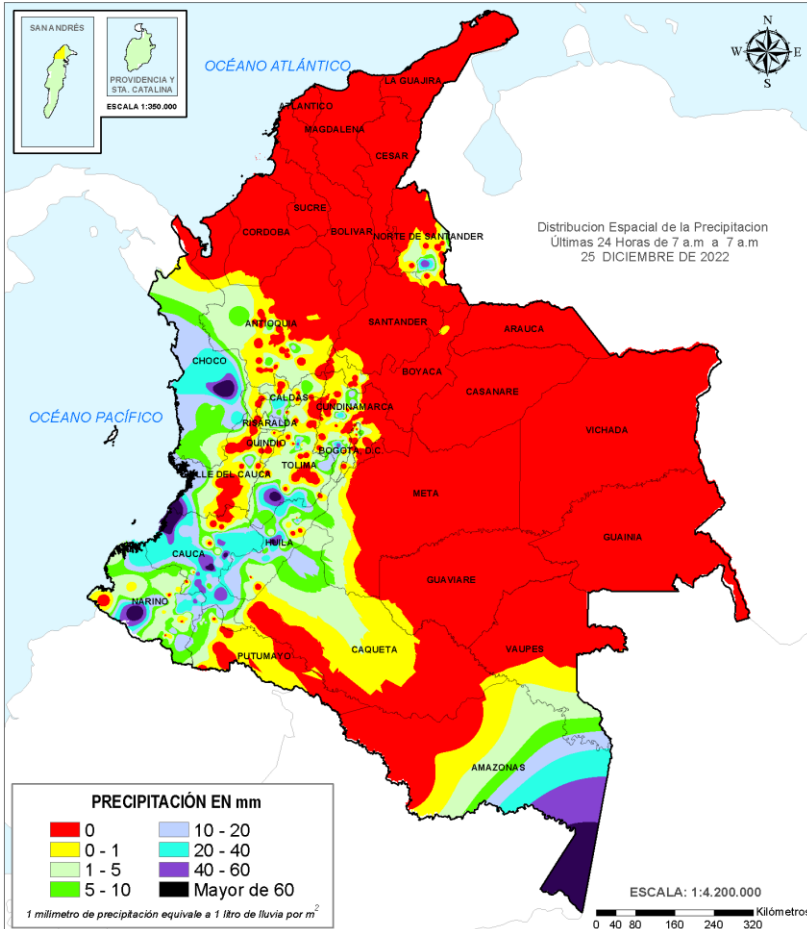 SAN ANDRÉS
PROVIDENCIA Y
STA. CATALINA
ESCALA 1:350.000
OCÉANO ATLÁNTICO
N
W E
S
LA GUAJIRA
ATLANTICO
MAGDALENA
CESAR
SUCRE
CORDOBA
BOLIVAR
NORTE DE SANTANDER
Distribucion Espacial de la Precipitacion
Últimas 24 Horas de 7 a.m a 7 a.m
25 DICIEMBRE DE 2022
ANTIOQUIA
SANTANDER
ARAUCA
CHOCO
BOYACA
CASANARE
CALDAS
CUNDINAMARCA
OCÉANO PACÍFICO
RISARALDA
VICHADA
QUINDIO
BOGOTA, D.C.
TOLIMA
VALLE DEL CAUCA
META
GUAINIA
CAUCA
HUILA
GUAVIARE
NARIÑO
PUTUMAYO
CAQUETA
VAUPES
AMAZONAS
PRECIPITACIÓN EN mm
0 10 - 20
0 - 1 20 - 40
1 - 5 40 - 60
5 - 10 Mayor de 60
1 milimetro de precipitación equivale a 1 litro de lluvia por m²
ESCALA: 1:4.200.000
Kilómetros
0 40 80 160 240 320